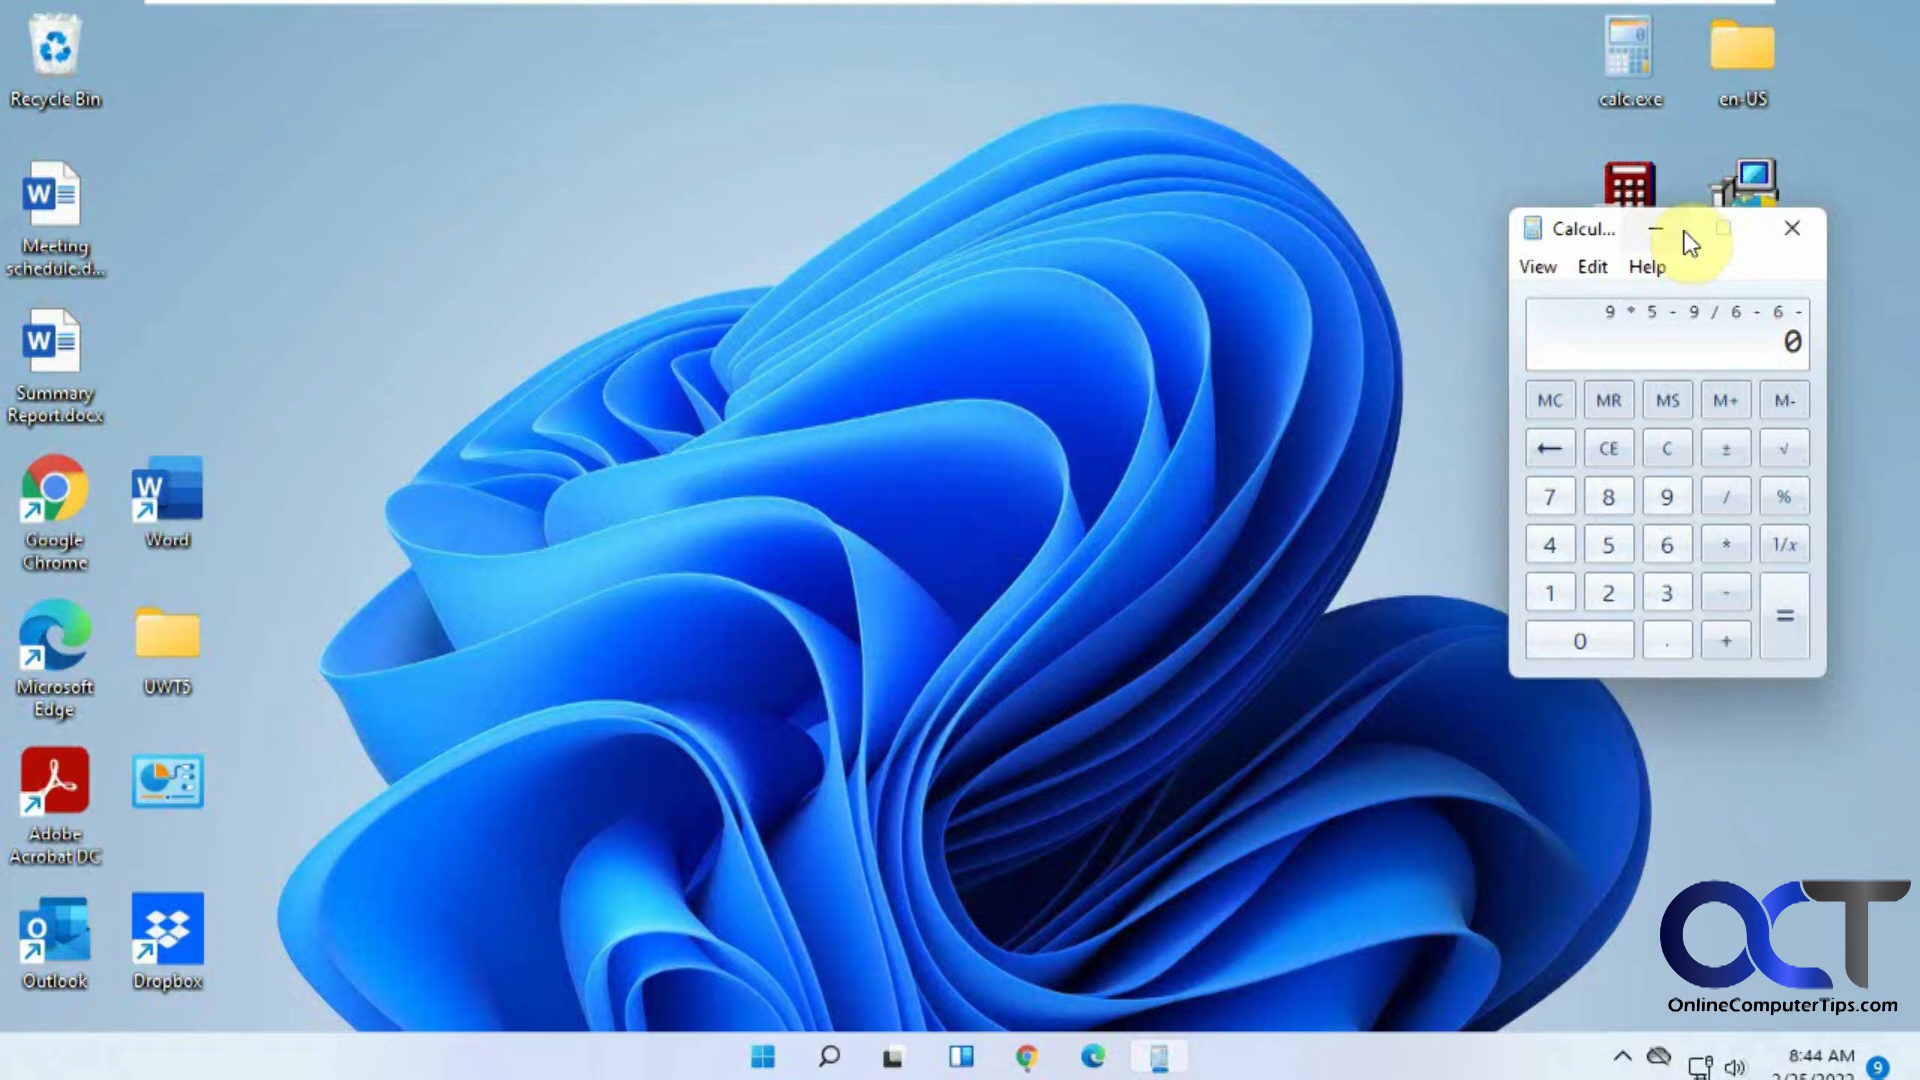 Recycle Bin
Meeting
schedule.d...
Summary
Report.docx
Google
Chrome
Word
Microsoft
Edge
UWT5
Adobe
Acrobat DC
Outlook
Dropbox
calc.exe
en-US
Calcul...
View Edit Help
9 * 5 - 9 / 6 - 6 -
0
MC MR MS M+ M-
← CE C ± √
7 8 9 / %
4 5 6 * 1/x
1 2 3 - =
0 . +
OCT
OnlineComputerTips.com
8:44 AM
9